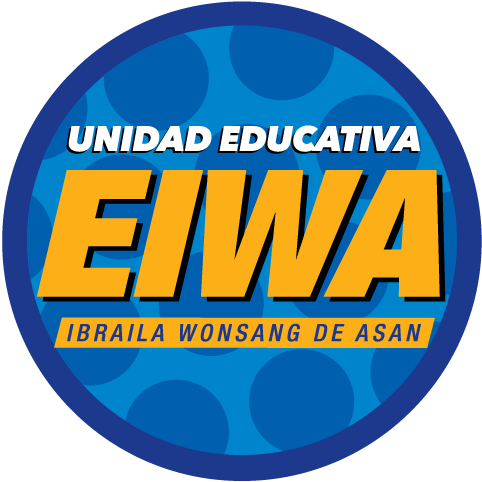 UNIDAD EDUCATIVA
EIWA
IBRAILA WONSANG DE ASAN